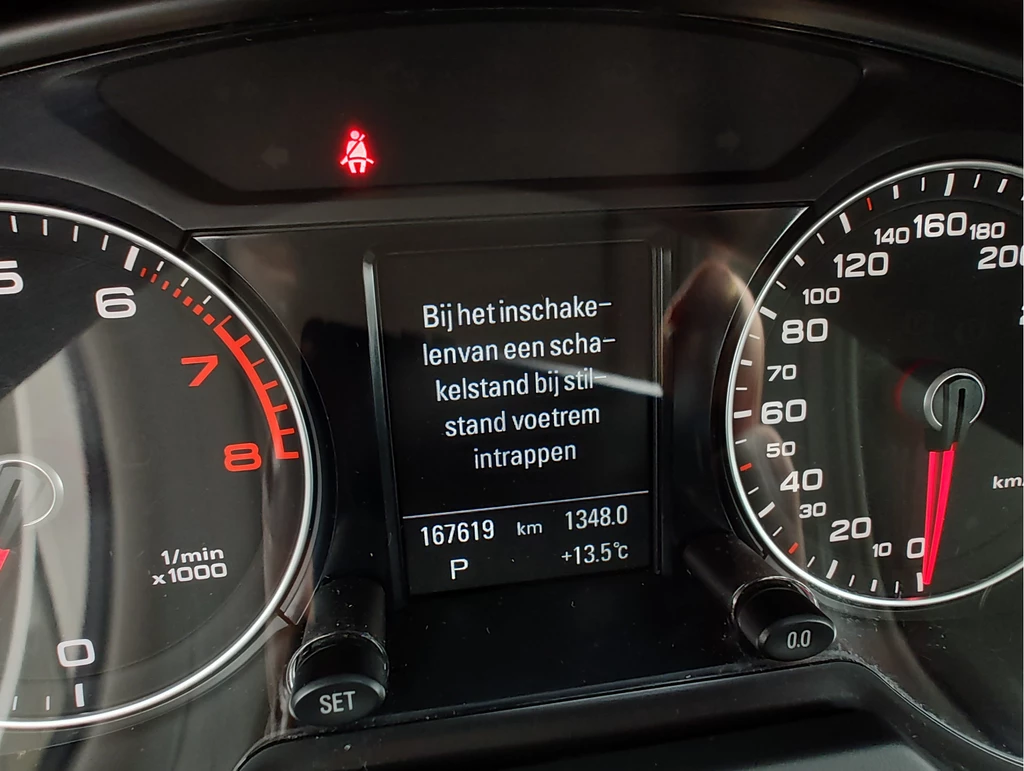 5
6
7
8
1/min
x1000
0
SET
Bij het inschake-
lenvan een scha-
kelstand bij stil-
stand voetrem
intrappen
167619 km 1348.0
P +13.5°C
0.0
0
10
20
30
40
50
60
70
80
100
120
140
160
180
200